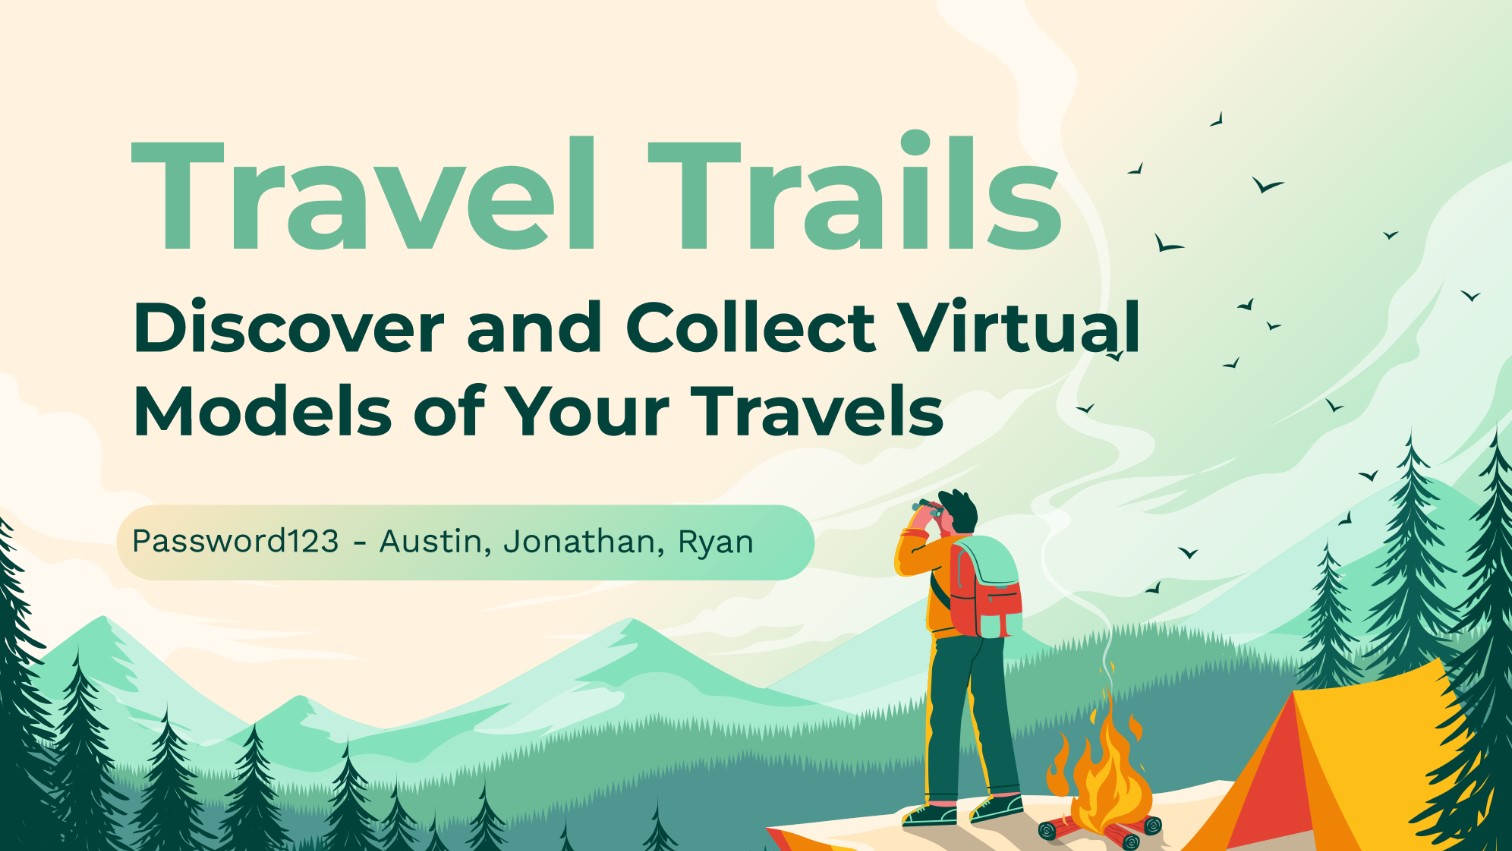 Travel Trails
Discover and Collect Virtual
Models of Your Travels
Password123 - Austin, Jonathan, Ryan